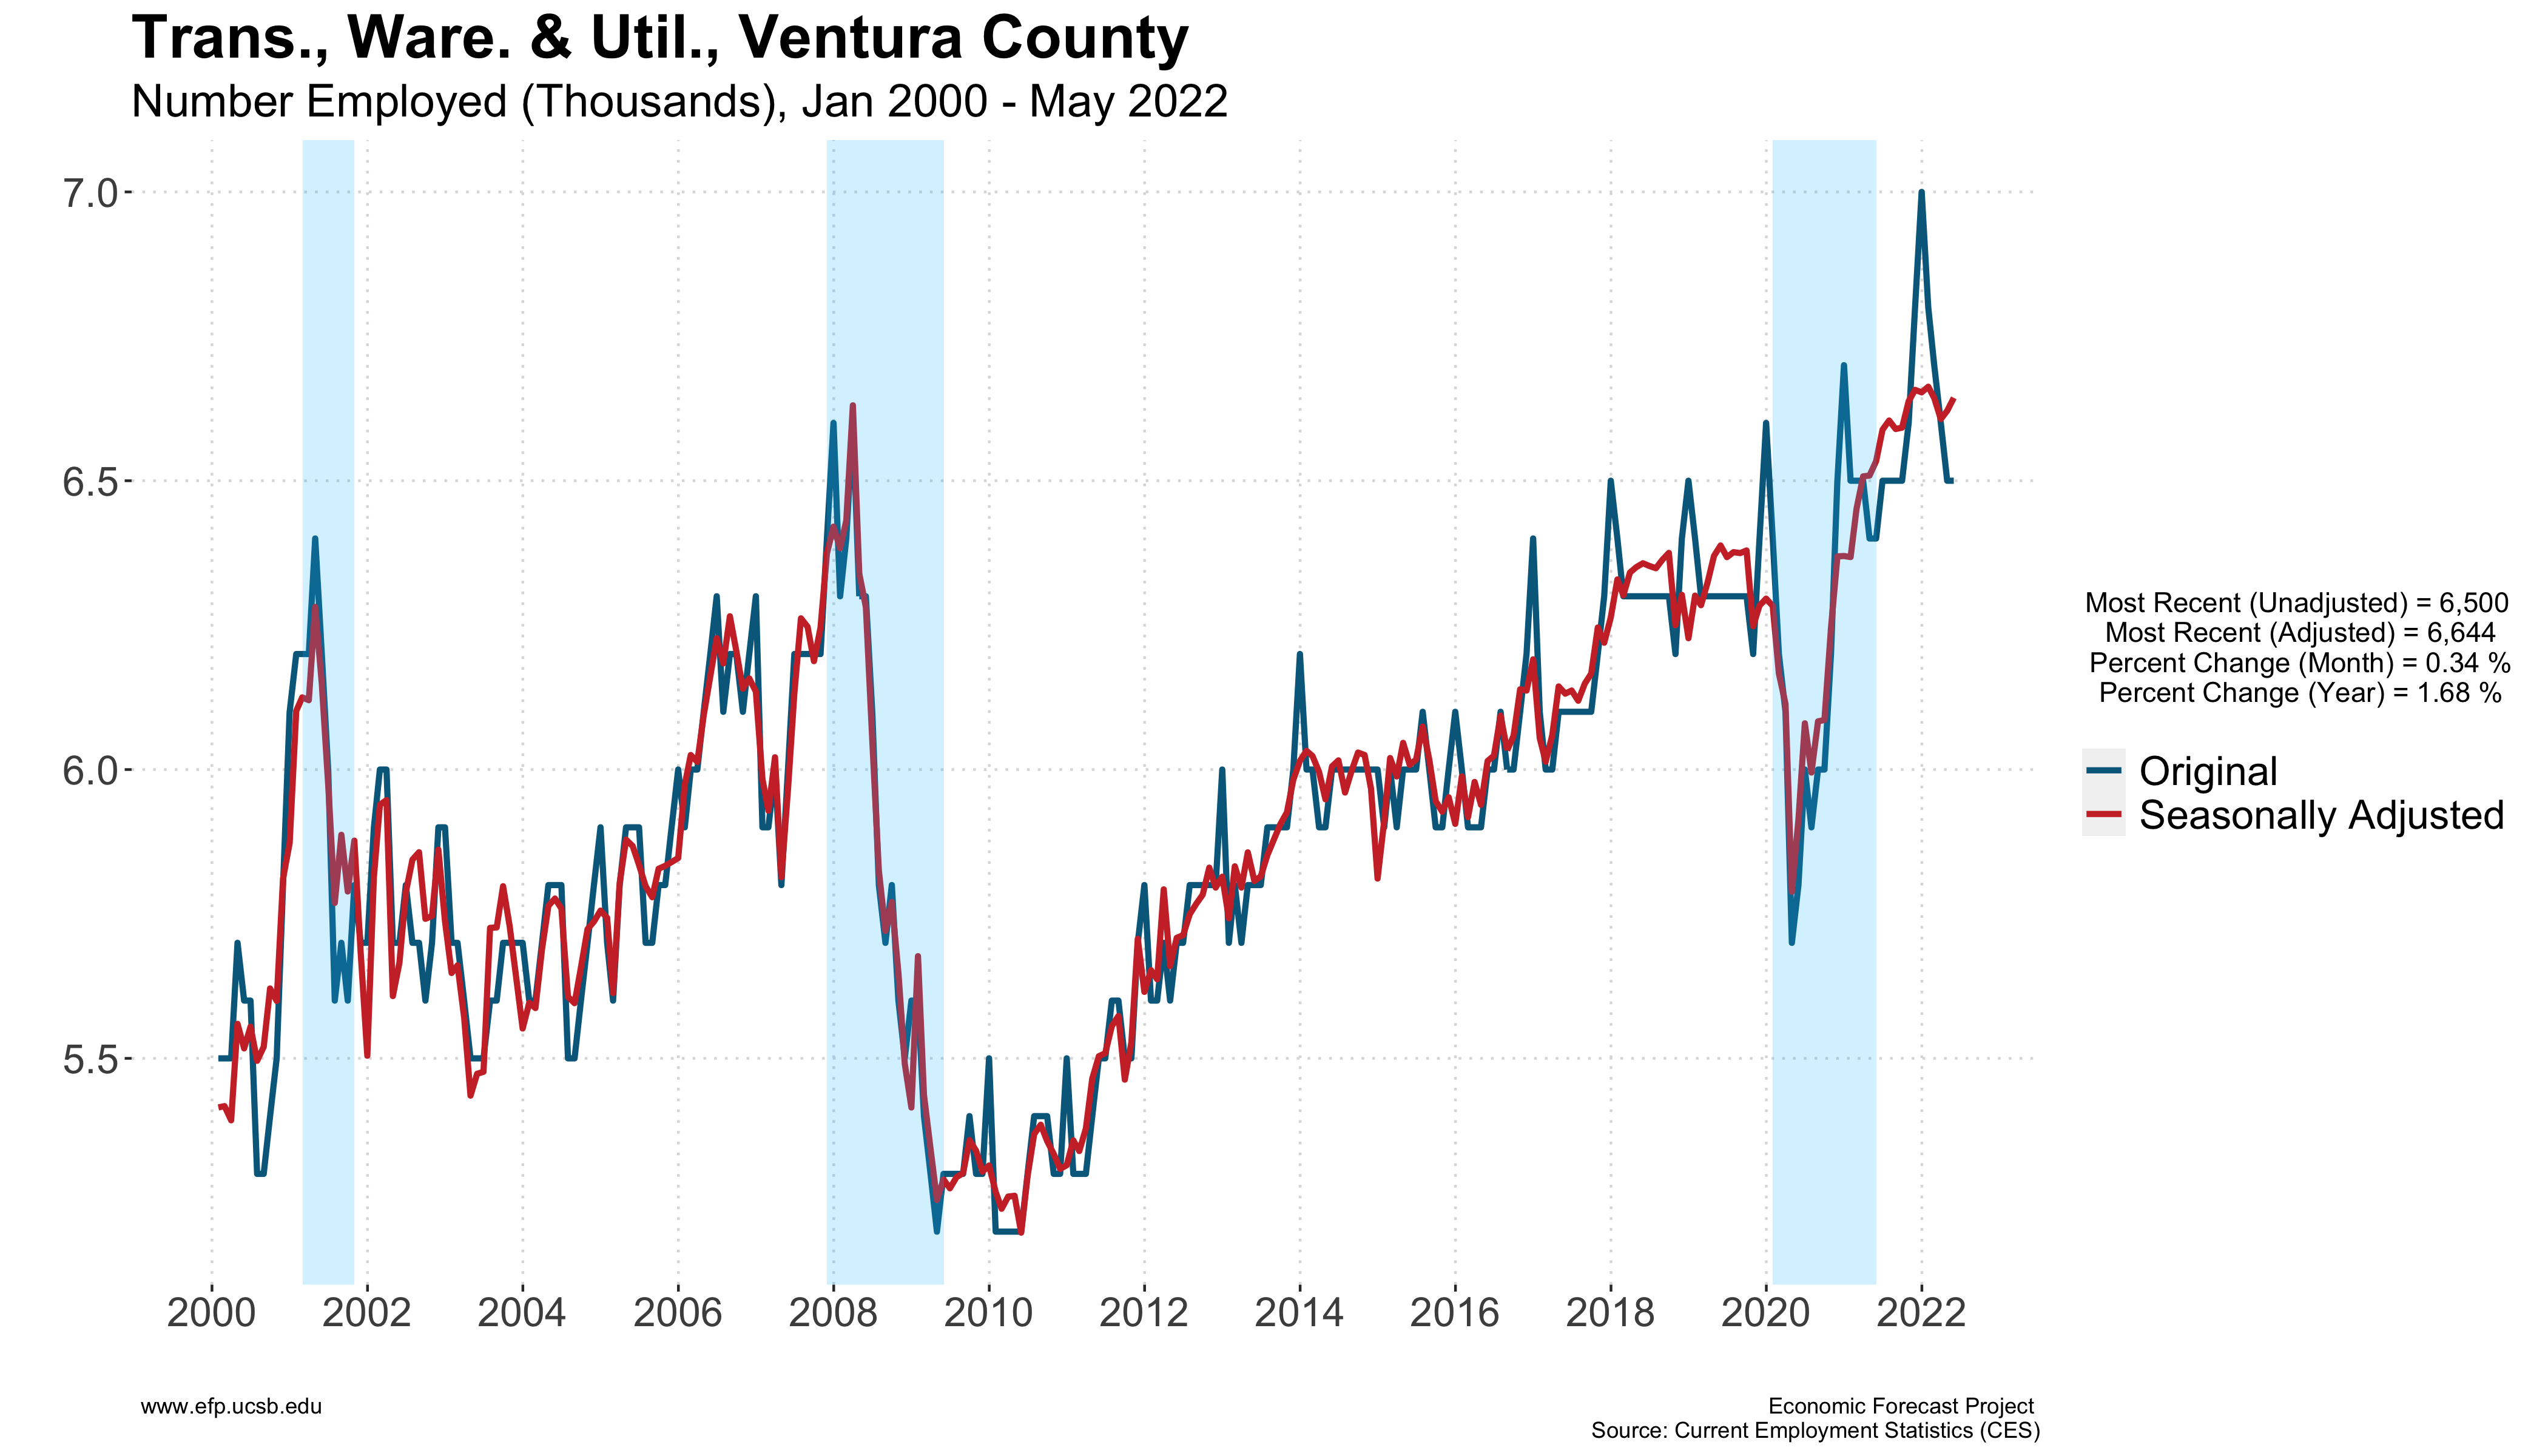 Trans., Ware. & Util., Ventura County
Number Employed (Thousands), Jan 2000 - May 2022
7.0
6.5
6.0
5.5
2000 2002 2004 2006 2008 2010 2012 2014 2016 2018 2020 2022
Most Recent (Unadjusted) = 6,500
Most Recent (Adjusted) = 6,644
Percent Change (Month) = 0.34 %
Percent Change (Year) = 1.68 %
Original
Seasonally Adjusted
www.efp.ucsb.edu
Economic Forecast Project
Source: Current Employment Statistics (CES)